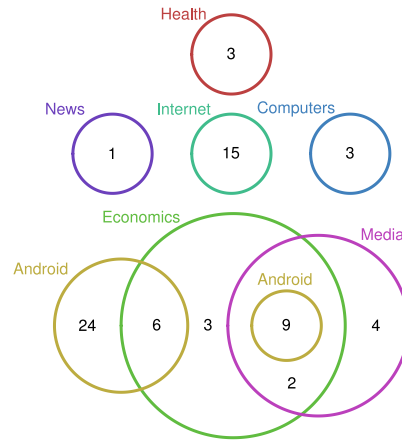 Health
3
News Internet Computers
1 15 3
Economics
Media
Android Android
24 6 3 9 4
2